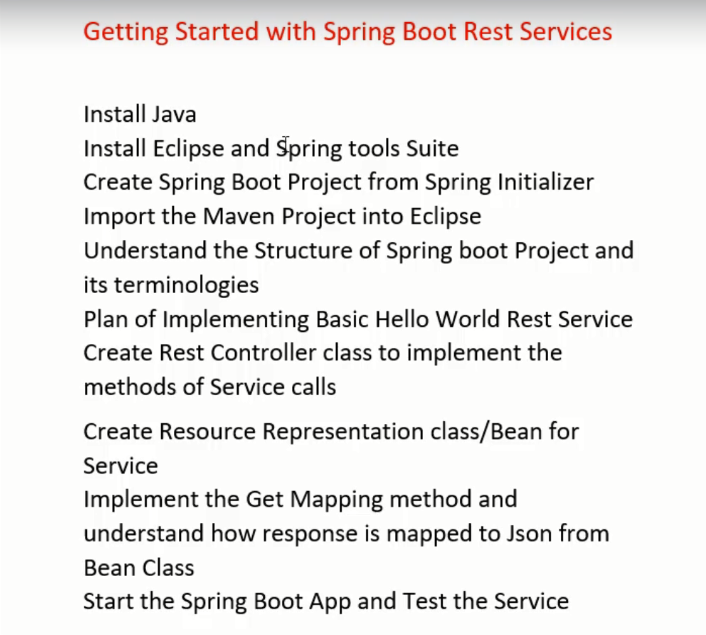 Getting Started with Spring Boot Rest Services
Install Java
Install Eclipse and Spring tools Suite
Create Spring Boot Project from Spring Initializer
Import the Maven Project into Eclipse
Understand the Structure of Spring boot Project and
its terminologies
Plan of Implementing Basic Hello World Rest Service
Create Rest Controller class to implement the
methods of Service calls
Create Resource Representation class/Bean for
Service
Implement the Get Mapping method and
understand how response is mapped to Json from
Bean Class
Start the Spring Boot App and Test the Service